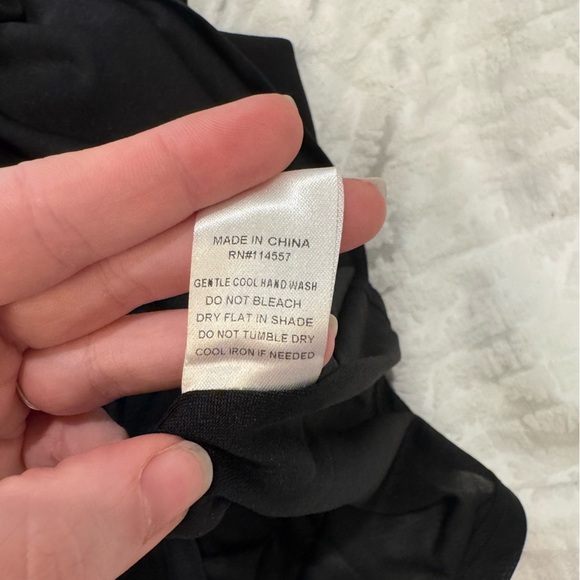 MADE IN CHINA
RN#114557
GENTLE COOL HAND WASH
DO NOT BLEACH
DRY FLAT IN SHADE
DO NOT TUMBLE DRY
COOL IRON IF NEEDED